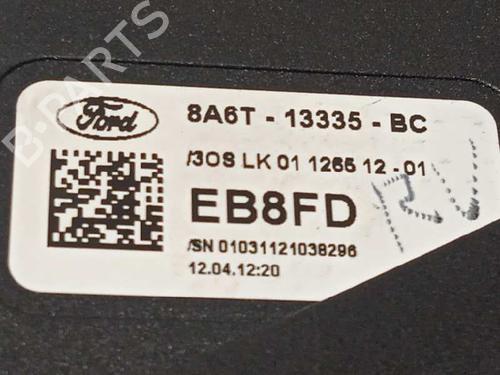 B-PARTS
Ford
8A6T - 13335 - BC
/3OS LK 01 1265 12 - 01
EB8FD
/SN 01031121038296
12.04.12:20